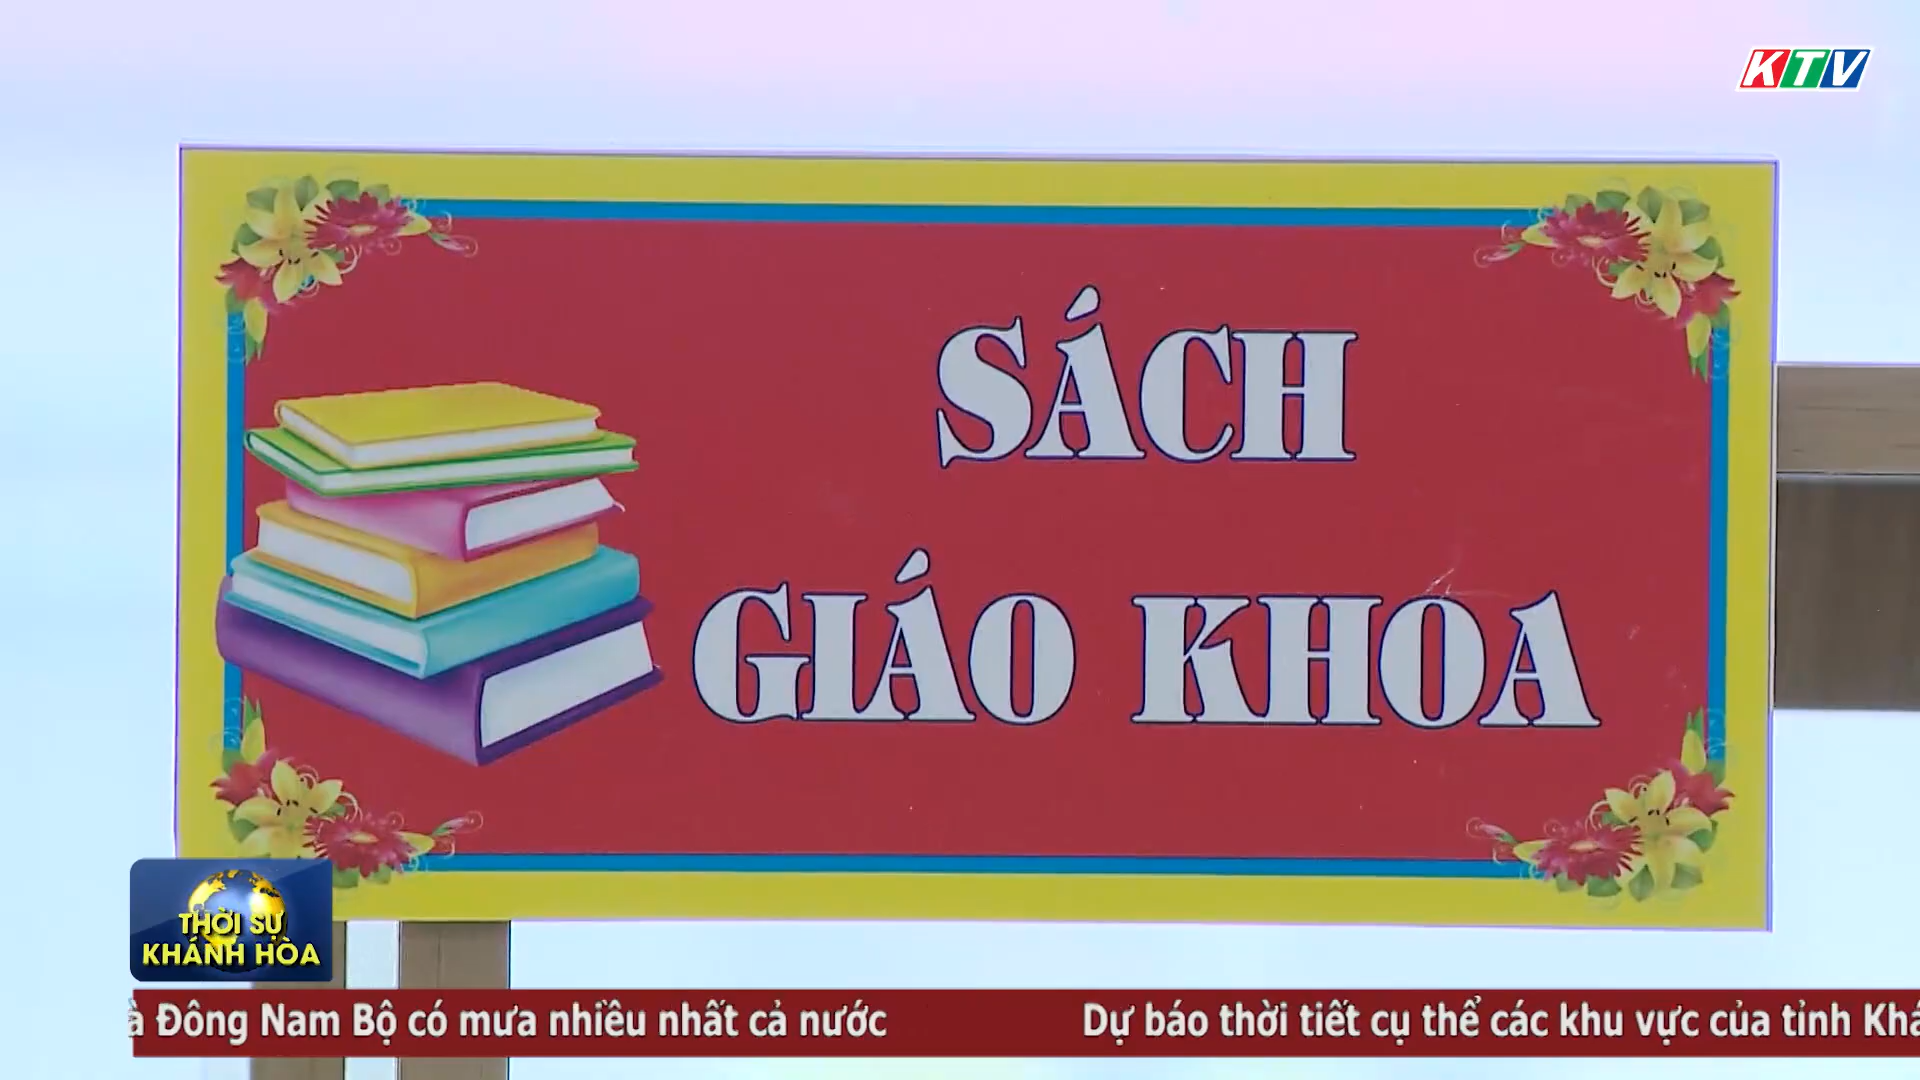 KTV
SÁCH
GIÁO KHOA
THỜI SỰ
KHÁNH HÒA
Đông Nam Bộ có mưa nhiều nhất cả nước
Dự báo thời tiết cụ thể các khu vực của tỉnh